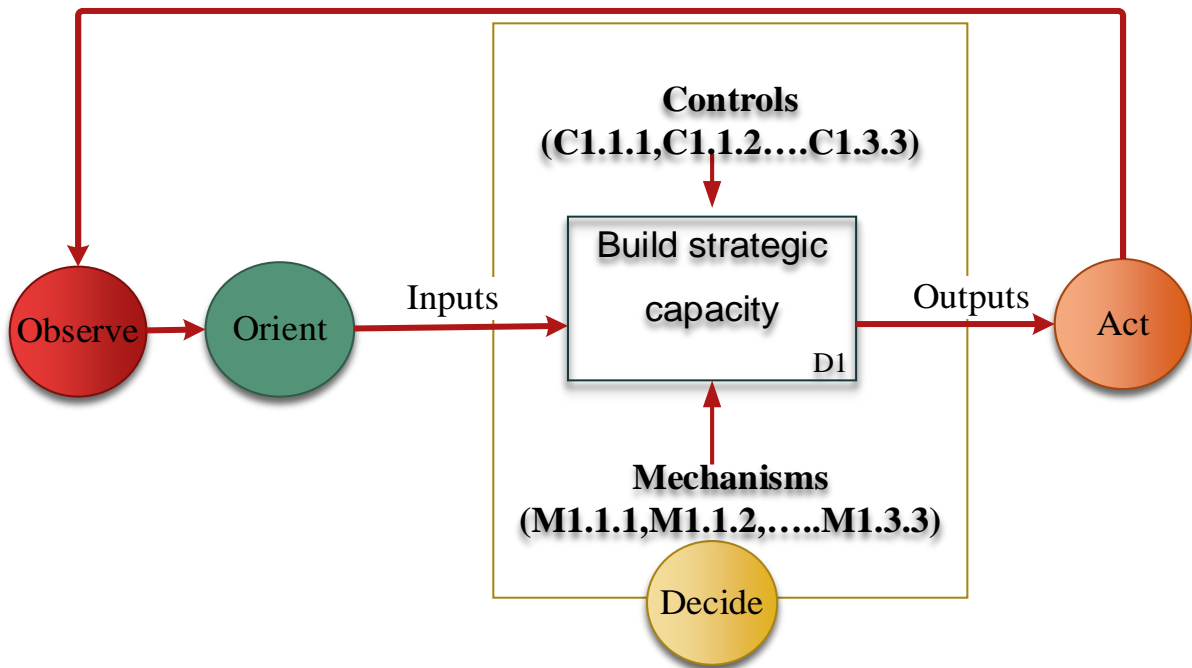 Controls
(C1.1.1,C1.1.2….C1.3.3)
Build strategic
capacity
D1
Observe
Orient
Inputs
Outputs
Act
Mechanisms
(M1.1.1,M1.1.2,…..M1.3.3)
Decide